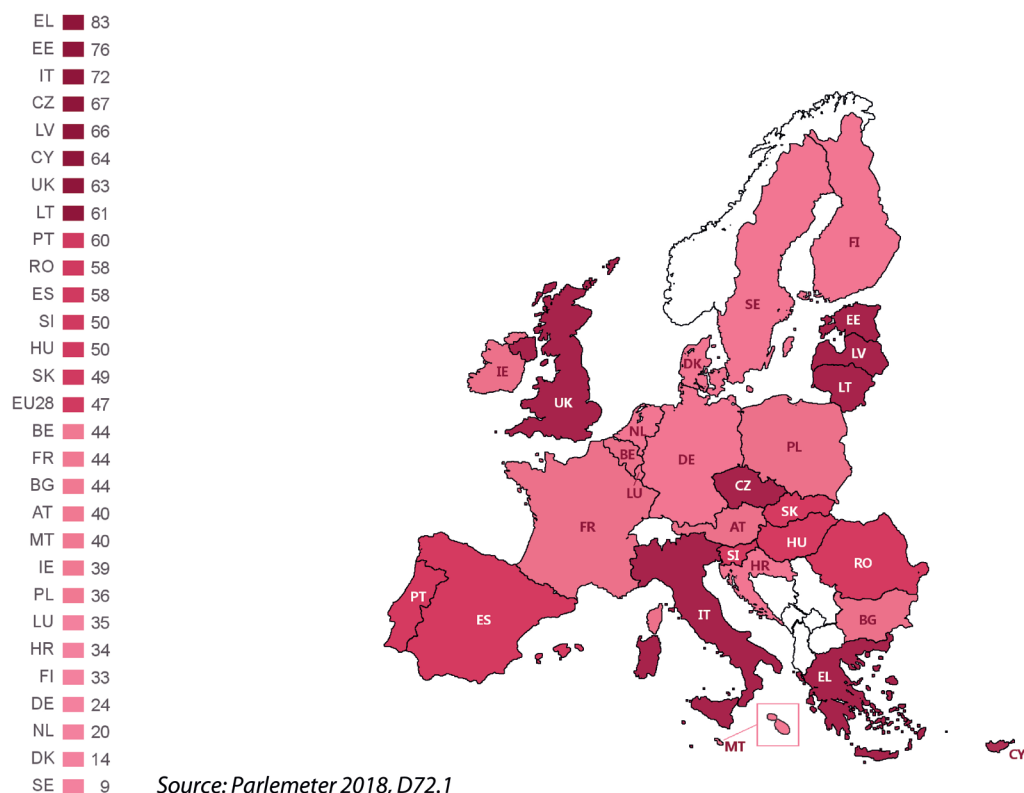 EL 83
EE 76
IT 72
CZ 67
LV 66
CY 64
UK 63
LT 61
PT 60
RO 58
ES 58
SI 50
HU 50
SK 49
EU28 47
BE 44
FR 44
BG 44
AT 40
MT 40
IE 39
PL 36
LU 35
HR 34
FI 33
DE 24
NL 20
DK 14
SE 9
FI
SE
EE
LV
LT
DK
IE
UK
NL
BE
LU
DE
PL
CZ
SK
AT
HU
SI
HR
RO
FR
PT
ES
IT
BG
EL
MT
CY
Source: Parlemeter 2018, D72.1